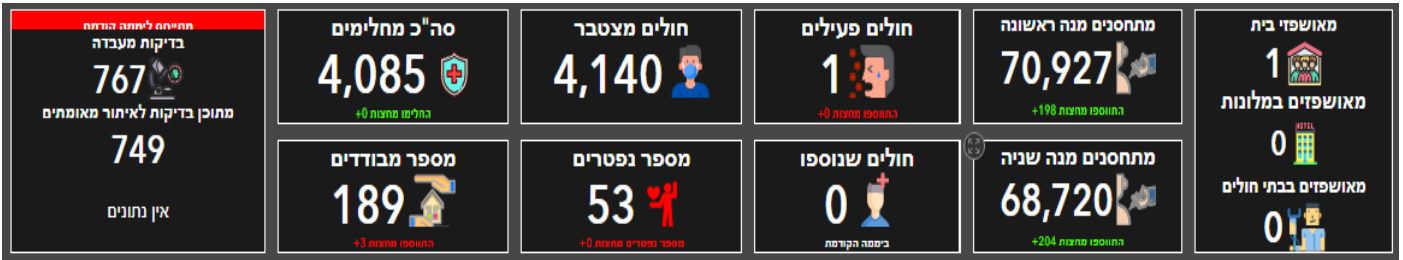 מאושפזי בית
1
מאושפזים במלונות
HOTEL
0
מאושפזים בבתי חולים
0
מתחסנים מנה ראשונה
70,927
התווספו מחצות 198+
מתחסנים מנה שניה
68,720
התווספו מחצות 204+
חולים פעילים
1
התווספו מחצות 0+
חולים שנוספו
0
ביממה הקודמת
חולים מצטבר
4,140
מספר נפטרים
53
מספר נפטרים מחצות 0+
סה"כ מחלימים
4,085
החלימו מחצות 0+
מספר מבודדים
189
התווספו מחצות 3+
מתייחס ליממה קודמת
בדיקות מעבדה
767
מתוכן בדיקות לאיתור מאומתים
749
אין נתונים